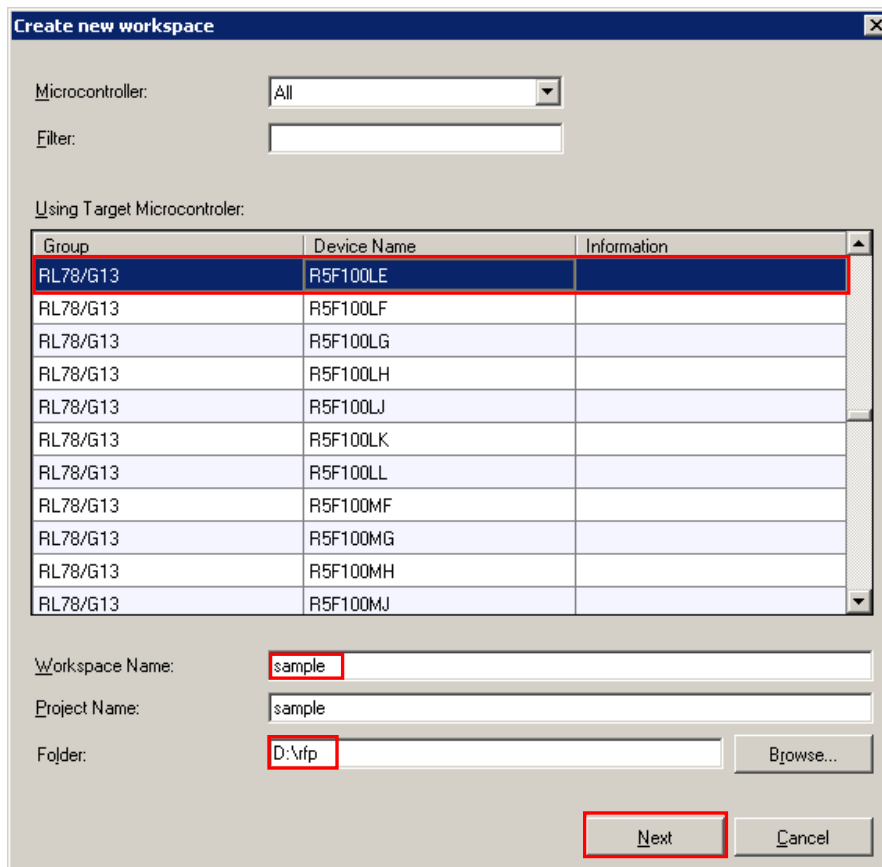 Create new workspace
Microcontroller: All
Filter:
Using Target Microcontroler:
Group Device Name Information
RL78/G13 R5F100LE
RL78/G13 R5F100LF
RL78/G13 R5F100LG
RL78/G13 R5F100LH
RL78/G13 R5F100LJ
RL78/G13 R5F100LK
RL78/G13 R5F100LL
RL78/G13 R5F100MF
RL78/G13 R5F100MG
RL78/G13 R5F100MH
RL78/G13 R5F100MJ
Workspace Name: sample
Project Name: sample
Folder: D:\rfp Browse...
Next Cancel